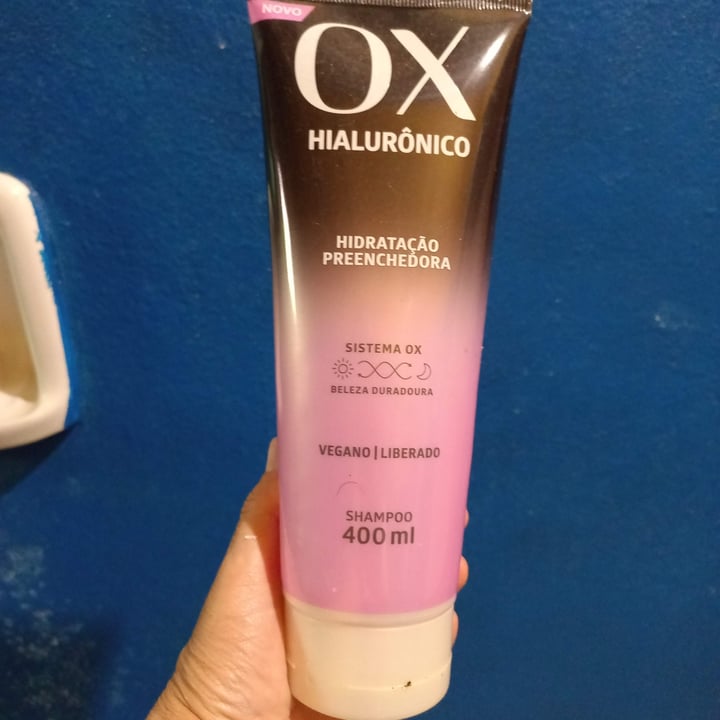 NOVO
OX
HIALURÔNICO
HIDRATAÇÃO
PREENCHEDORA
SISTEMA OX
BELEZA DURADOURA
VEGANO | LIBERADO
SHAMPOO
400 ml